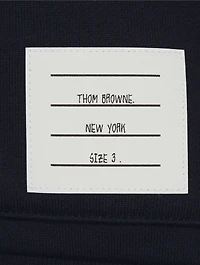 THOM BROWNE.
NEW YORK
SIZE 3 .